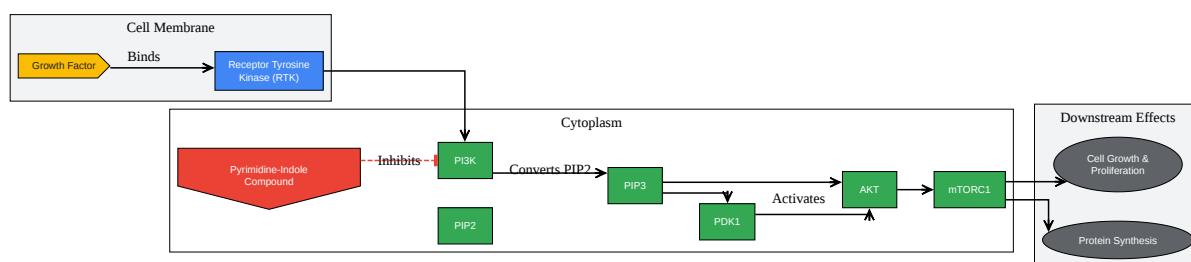 Cell Membrane
Growth Factor
Binds
Receptor Tyrosine
Kinase (RTK)
Cytoplasm
Pyrimidine-Indole
Compound
Inhibits
PI3K
Converts PIP2
PIP2
PIP3
PDK1
Activates
AKT
mTORC1
Downstream Effects
Cell Growth &
Proliferation
Protein Synthesis